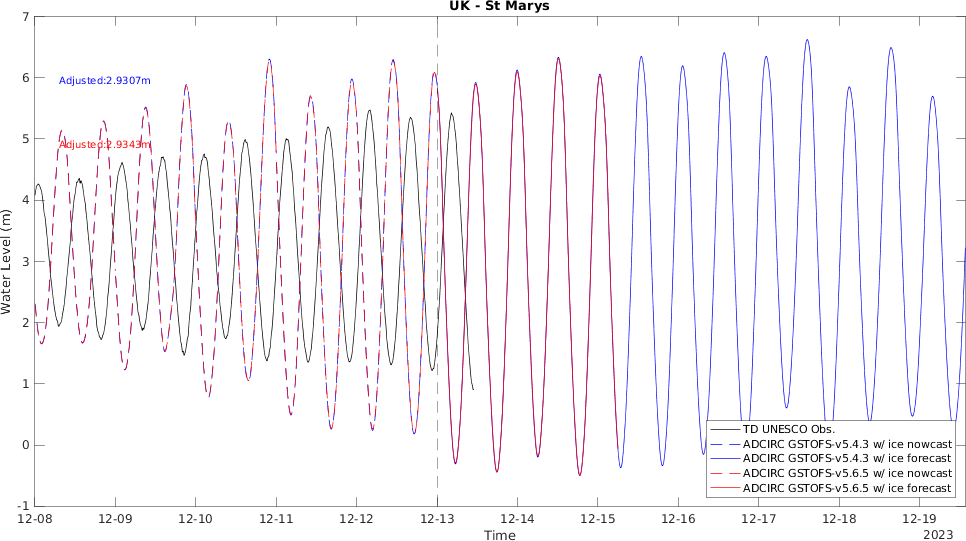 UK - St Marys
7
6
5
4
3
2
1
0
-1
Water Level (m)
Adjusted:2.9307m
Adjusted:2.9343m
TD UNESCO Obs.
ADCIRC GSTOFS-v5.4.3 w/ ice nowcast
ADCIRC GSTOFS-v5.4.3 w/ ice forecast
ADCIRC GSTOFS-v5.6.5 w/ ice nowcast
ADCIRC GSTOFS-v5.6.5 w/ ice forecast
12-08 12-09 12-10 12-11 12-12 12-13 12-14 12-15 12-16 12-17 12-18 12-19
Time
2023